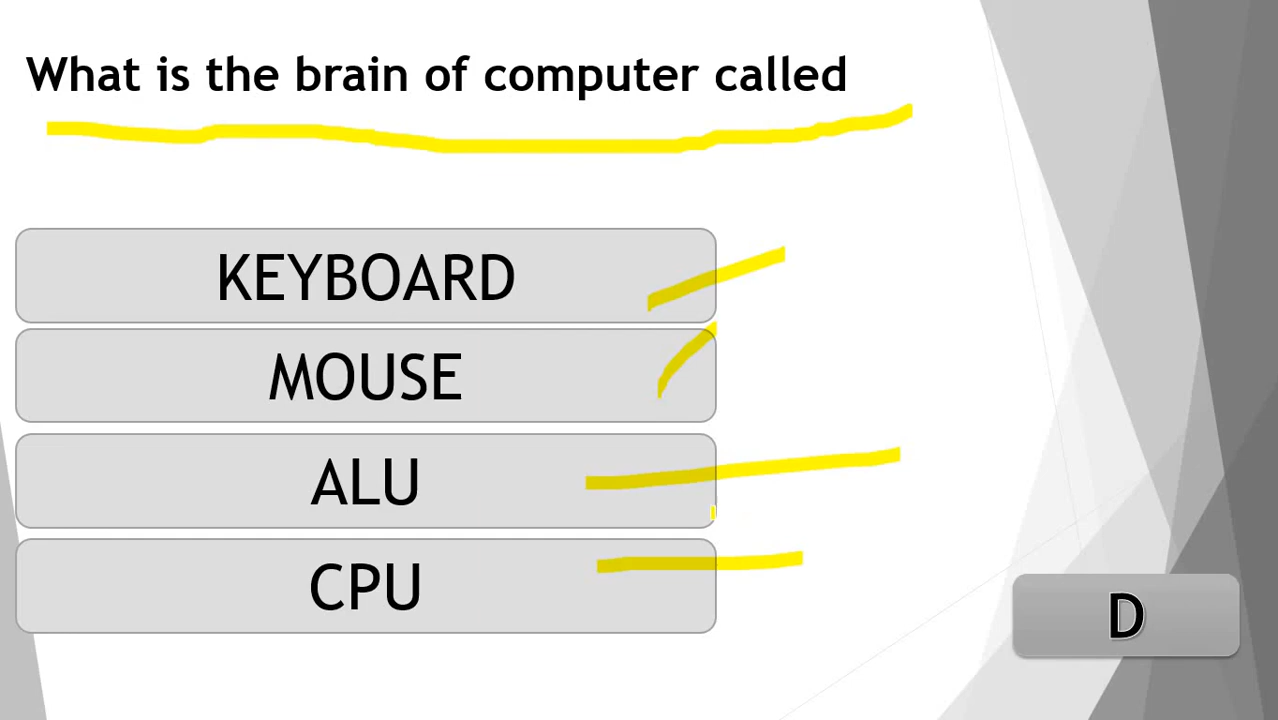 What is the brain of computer called
KEYBOARD
MOUSE
ALU
CPU
D